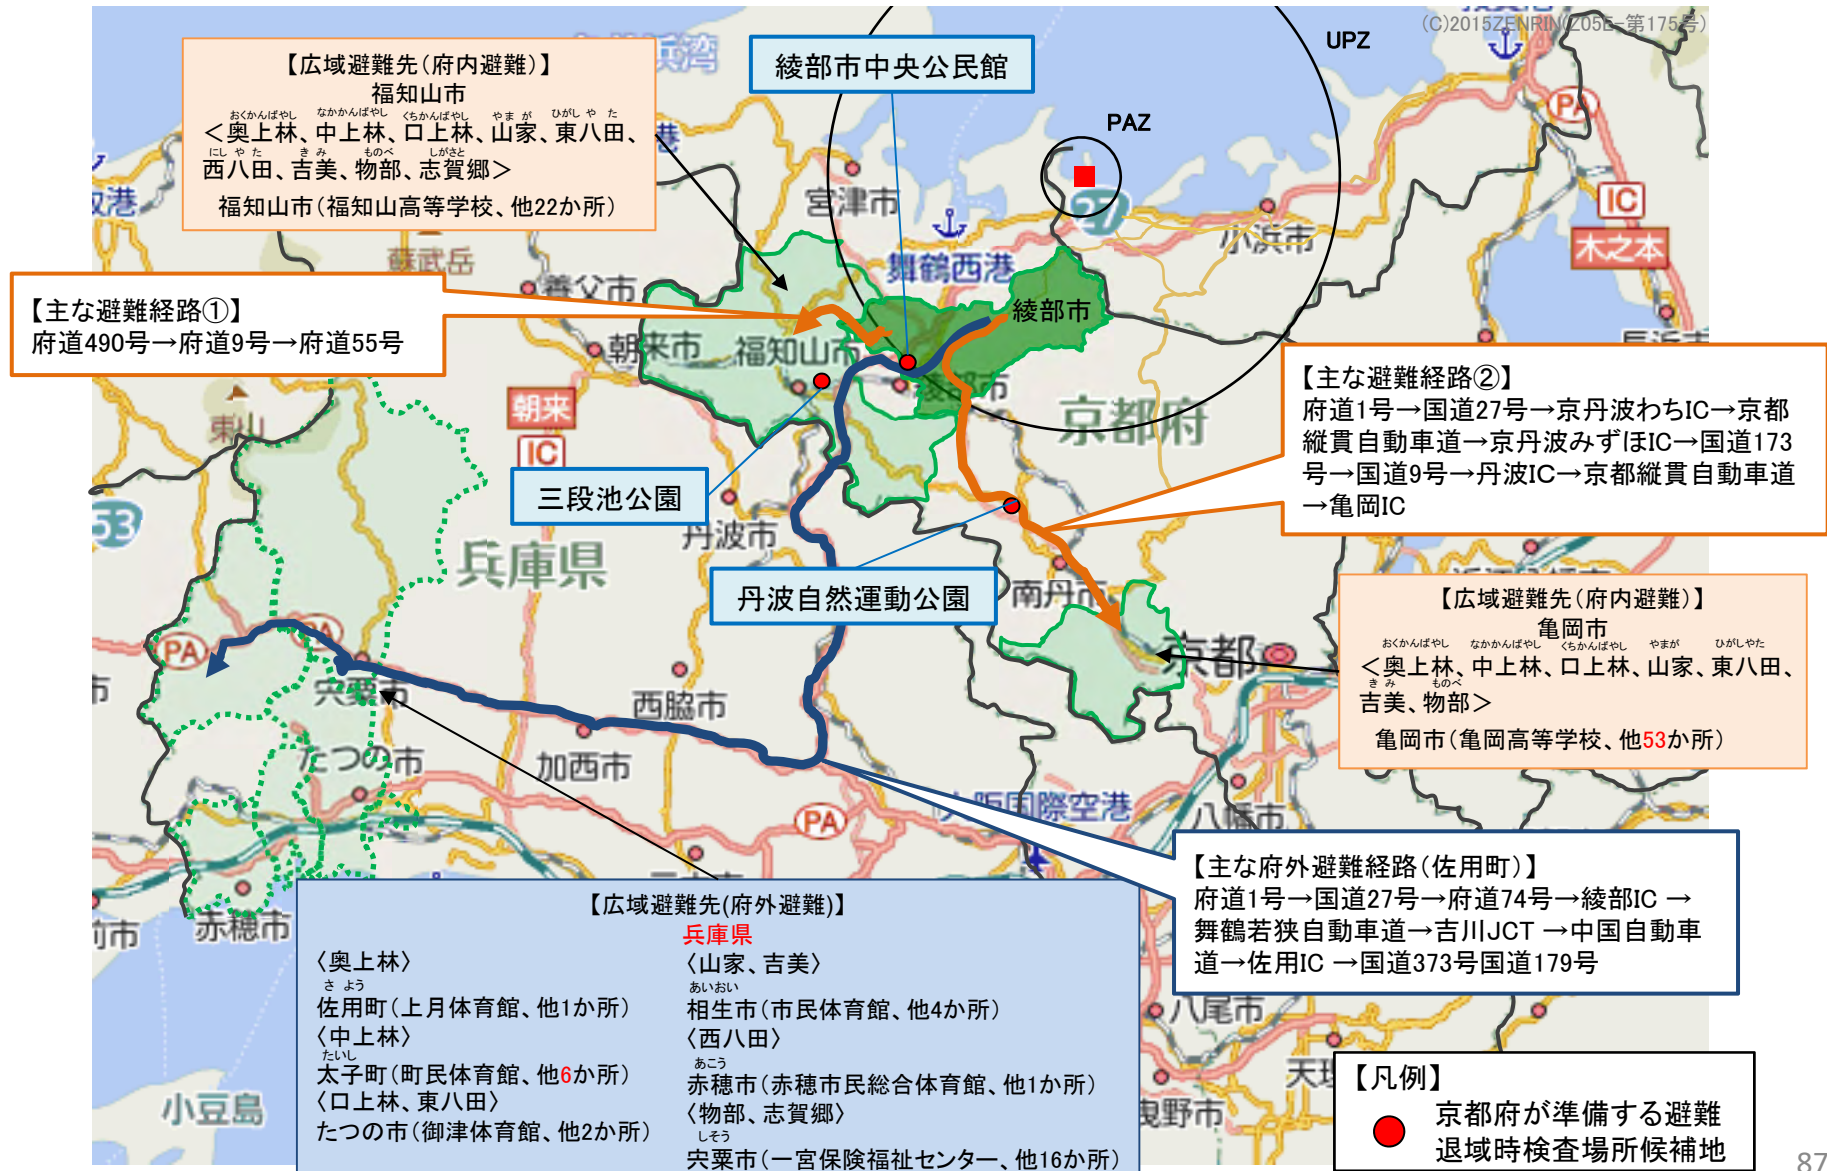 (C)2015ZENRIN(Z05E-第175号)
UPZ
PAZ
綾部市中央公民館
【広域避難先(府内避難)】
福知山市
おくかんばやし なかかんばやし くちかんばやし やまが ひがしやた
＜奥上林、中上林、口上林、山家、東八田、
にしやた きみ ものべ しがさと
西八田、吉美、物部、志賀郷＞
福知山市(福知山高等学校、他22か所)
宮津市
27
小浜市
IC
PA
木之本
蘇武岳
舞鶴西港
養父市
綾部市
【主な避難経路①】
府道490号→府道9号→府道55号
朝来市
福知山市
綾部市
長浜市
東山
朝来
IC
京都府
【主な避難経路②】
府道1号→国道27号→京丹波わちIC→京都
縦貫自動車道→京丹波みずほIC→国道173
号→国道9号→丹波IC→京都縦貫自動車道
→亀岡IC
三段池公園
53
丹波市
兵庫県
丹波自然運動公園
南丹市
京都
【広域避難先(府内避難)】
亀岡市
おくかんばやし なかかんばやし くちかんばやし やまが ひがしやた
＜奥上林、中上林、口上林、山家、東八田、
きみ ものべ
吉美、物部＞
亀岡市(亀岡高等学校、他53か所)
PA
PA
宍粟市
西脇市
たつの市
加西市
PA
大阪国際空港
八幡市
【主な府外避難経路(佐用町)】
府道1号→国道27号→府道74号→綾部IC→
舞鶴若狭自動車道→吉川JCT→中国自動車
道→佐用IC→国道373号国道179号
赤穂市
小豆島
八尾市
【広域避難先(府外避難)】
兵庫県
〈奥上林〉
さよう
佐用町(上月体育館、他1か所)
〈中上林〉
たいし
太子町(町民体育館、他6か所)
〈口上林、東八田〉
たつの市(御津体育館、他2か所)
〈山家、吉美〉
あいおい
相生市(市民体育館、他4か所)
〈西八田〉
あこう
赤穂市(赤穂市民総合体育館、他1か所)
〈物部、志賀郷〉
しそう
宍粟市(一宮保険福祉センター、他16か所)
【凡例】
京都府が準備する避難
退域時検査場所候補地
87